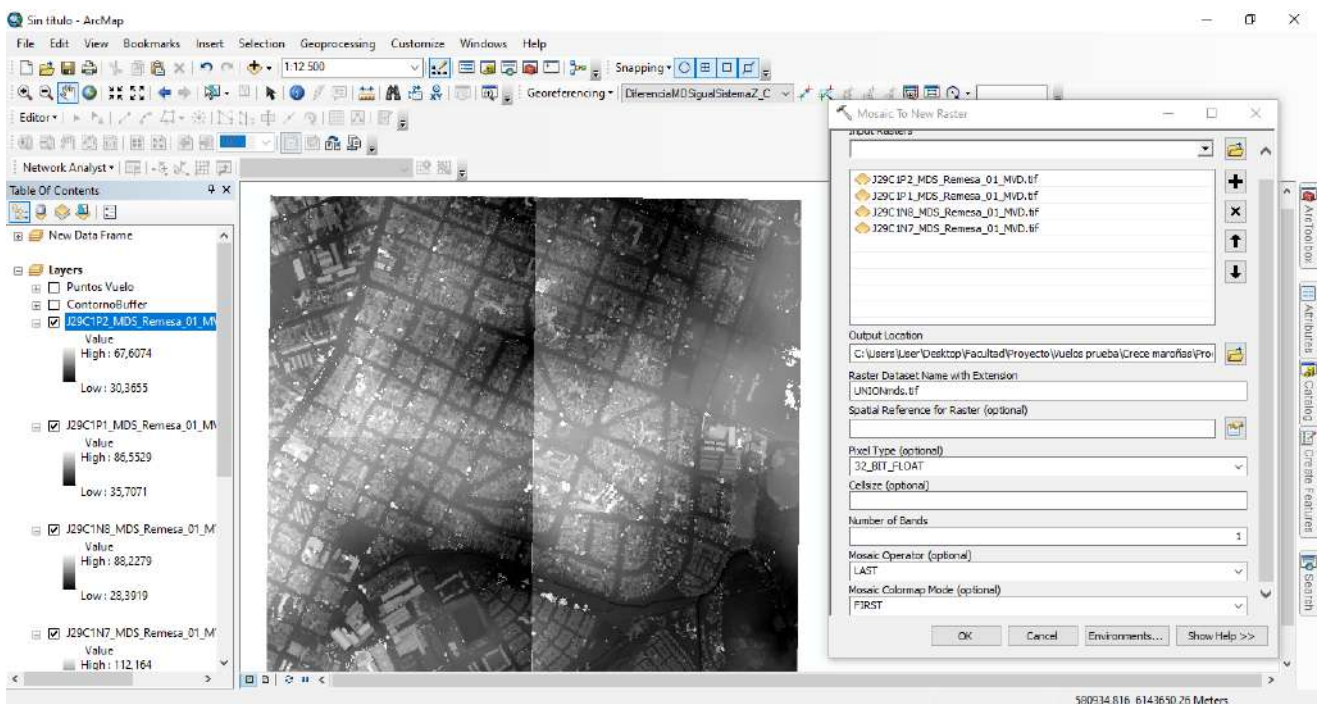 Sin título - ArcMap
File Edit View Bookmarks Insert Selection Geoprocessing Customize Windows Help
1:12 500
Snapping
Georeferencing
DiferenciaMDSigualSistemaZ_C
Editor
Network Analyst
Table Of Contents
New Data Frame
Layers
Puntos Vuelo
ContornoBuffer
J29C1P2_MDS_Remesa_01_M
Value
High : 67,6074
Low : 30,3655
J29C1P1_MDS_Remesa_01_M
Value
High : 86,5529
Low : 35,7071
J29C1N8_MDS_Remesa_01_M
Value
High : 88,2279
Low : 28,3919
J29C1N7_MDS_Remesa_01_M
Value
High : 112,164
Mosaic To New Raster
Input Rasters
J29C1P2_MDS_Remesa_01_MVD.tif
J29C1P1_MDS_Remesa_01_MVD.tif
J29C1N8_MDS_Remesa_01_MVD.tif
J29C1N7_MDS_Remesa_01_MVD.tif
Output Location
C:\Users\User\Desktop\Facultad\Proyecto\Vuelos prueba\Crece maroñas\Pro
Raster Dataset Name with Extension
UNIONmds.tif
Spatial Reference for Raster (optional)
Pixel Type (optional)
32_BIT_FLOAT
Cellsize (optional)
Number of Bands
1
Mosaic Operator (optional)
LAST
Mosaic Colormap Mode (optional)
FIRST
OK Cancel Environments... Show Help >>
ArcToolbox
Attributes
Catalog
Create Features
Search
580934,816 6143650,26 Meters